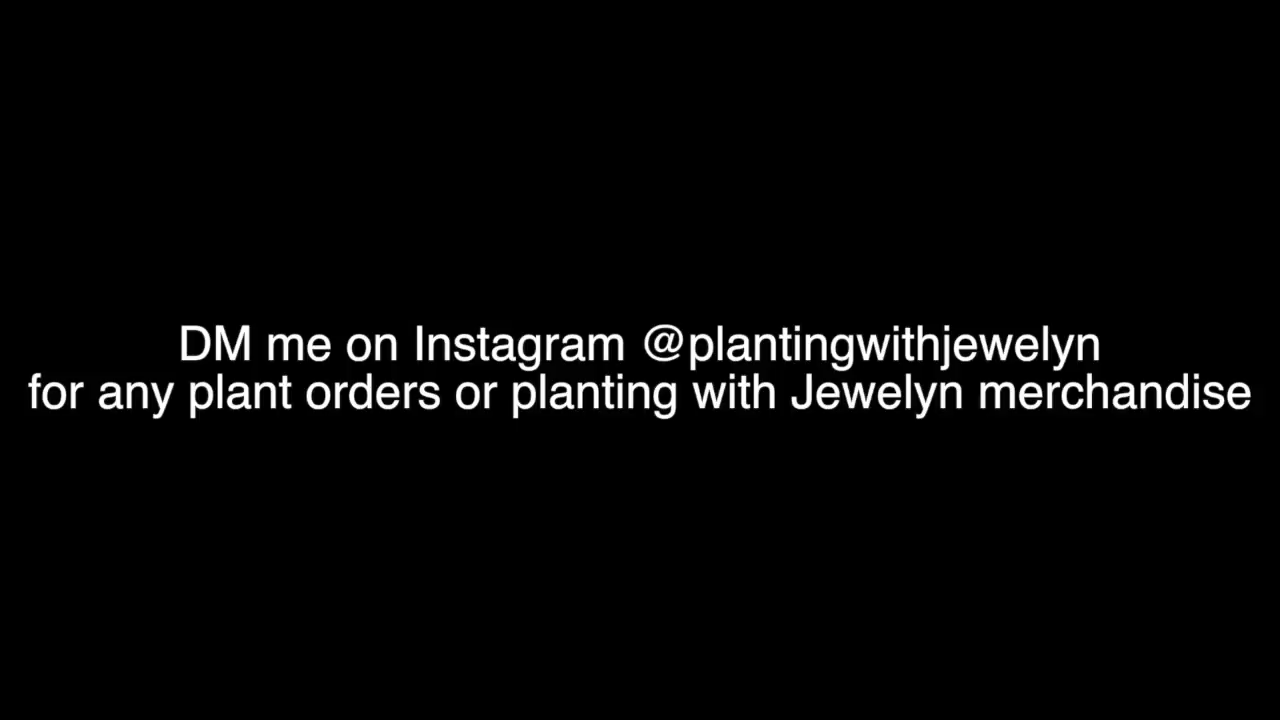 DM me on Instagram @plantingwithjewelyn
for any plant orders or planting with Jewelyn merchandise